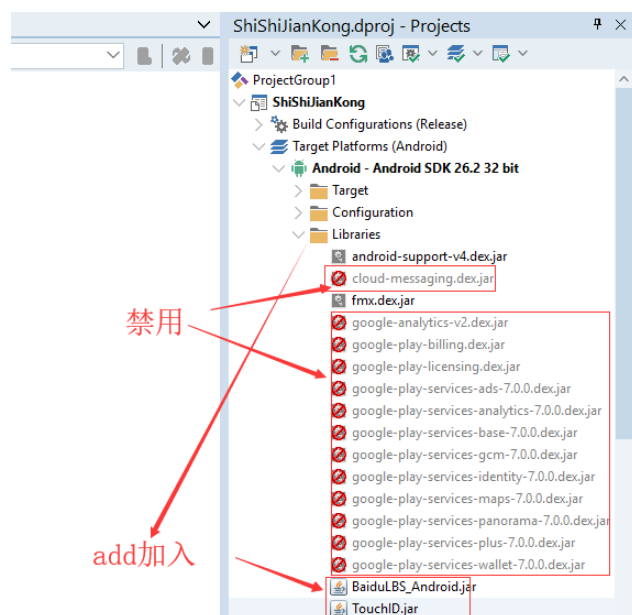 ShiShiJianKong.dproj - Projects
ProjectGroup1
ShiShiJianKong
Build Configurations (Release)
Target Platforms (Android)
Android - Android SDK 26.2 32 bit
Target
Configuration
Libraries
android-support-v4.dex.jar
cloud-messaging.dex.jar
fmx.dex.jar
禁用
google-analytics-v2.dex.jar
google-play-billing.dex.jar
google-play-licensing.dex.jar
google-play-services-ads-7.0.0.dex.jar
google-play-services-analytics-7.0.0.dex.jar
google-play-services-base-7.0.0.dex.jar
google-play-services-gcm-7.0.0.dex.jar
google-play-services-identity-7.0.0.dex.jar
google-play-services-maps-7.0.0.dex.jar
google-play-services-panorama-7.0.0.dex.jar
google-play-services-plus-7.0.0.dex.jar
google-play-services-wallet-7.0.0.dex.jar
add加入
BaiduLBS_Android.jar
TouchID.jar